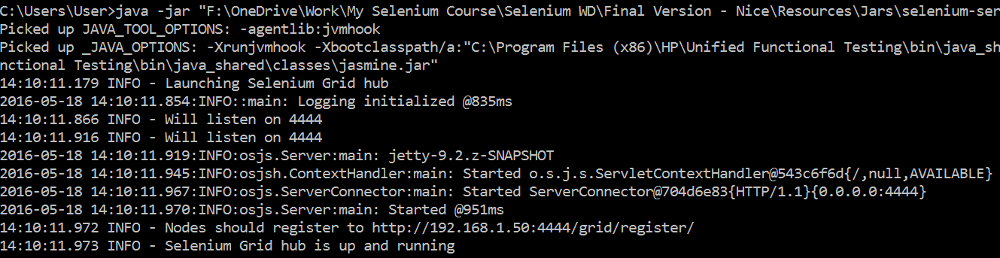 C:\Users\User>java -jar "F:\OneDrive\Work\My Selenium Course\Selenium WD\Final Version - Nice\Resources\Jars\selenium-ser
Picked up JAVA_TOOL_OPTIONS: -agentlib:jvmhook
Picked up _JAVA_OPTIONS: -Xrunjvmhook -Xbootclasspath/a:"C:\Program Files (x86)\HP\Unified Functional Testing\bin\java_sh
nctional Testing\bin\java_shared\classes\jasmine.jar"
14:10:11.179 INFO - Launching Selenium Grid hub
2016-05-18 14:10:11.854:INFO::main: Logging initialized @835ms
14:10:11.866 INFO - Will listen on 4444
14:10:11.916 INFO - Will listen on 4444
2016-05-18 14:10:11.919:INFO:osjs.Server:main: jetty-9.2.z-SNAPSHOT
2016-05-18 14:10:11.945:INFO:osjsh.ContextHandler:main: Started o.s.j.s.ServletContextHandler@543c6f6d{/,null,AVAILABLE}
2016-05-18 14:10:11.967:INFO:osjs.ServerConnector:main: Started ServerConnector@704d6e83{HTTP/1.1}{0.0.0.0:4444}
2016-05-18 14:10:11.970:INFO:osjs.Server:main: Started @951ms
14:10:11.972 INFO - Nodes should register to http://192.168.1.50:4444/grid/register/
14:10:11.973 INFO - Selenium Grid hub is up and running